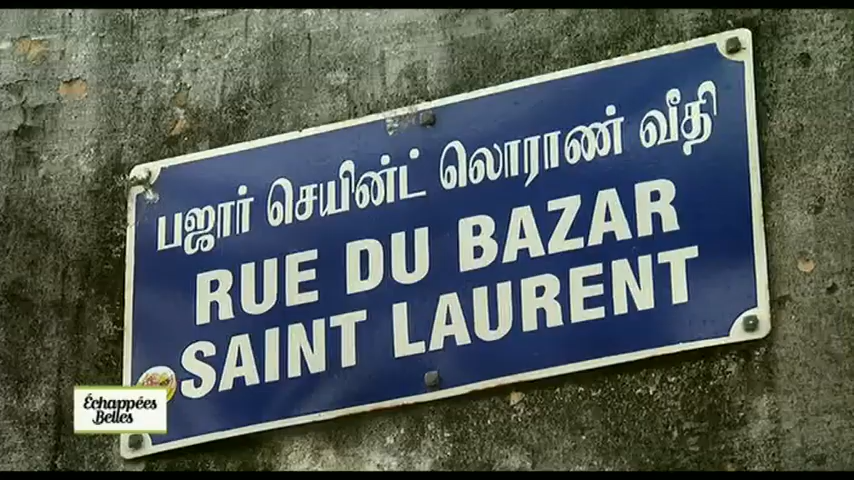 பஜார் செயின்ட் லொராண் வீதி
RUE DU BAZAR
SAINT LAURENT
Échappées
Belles